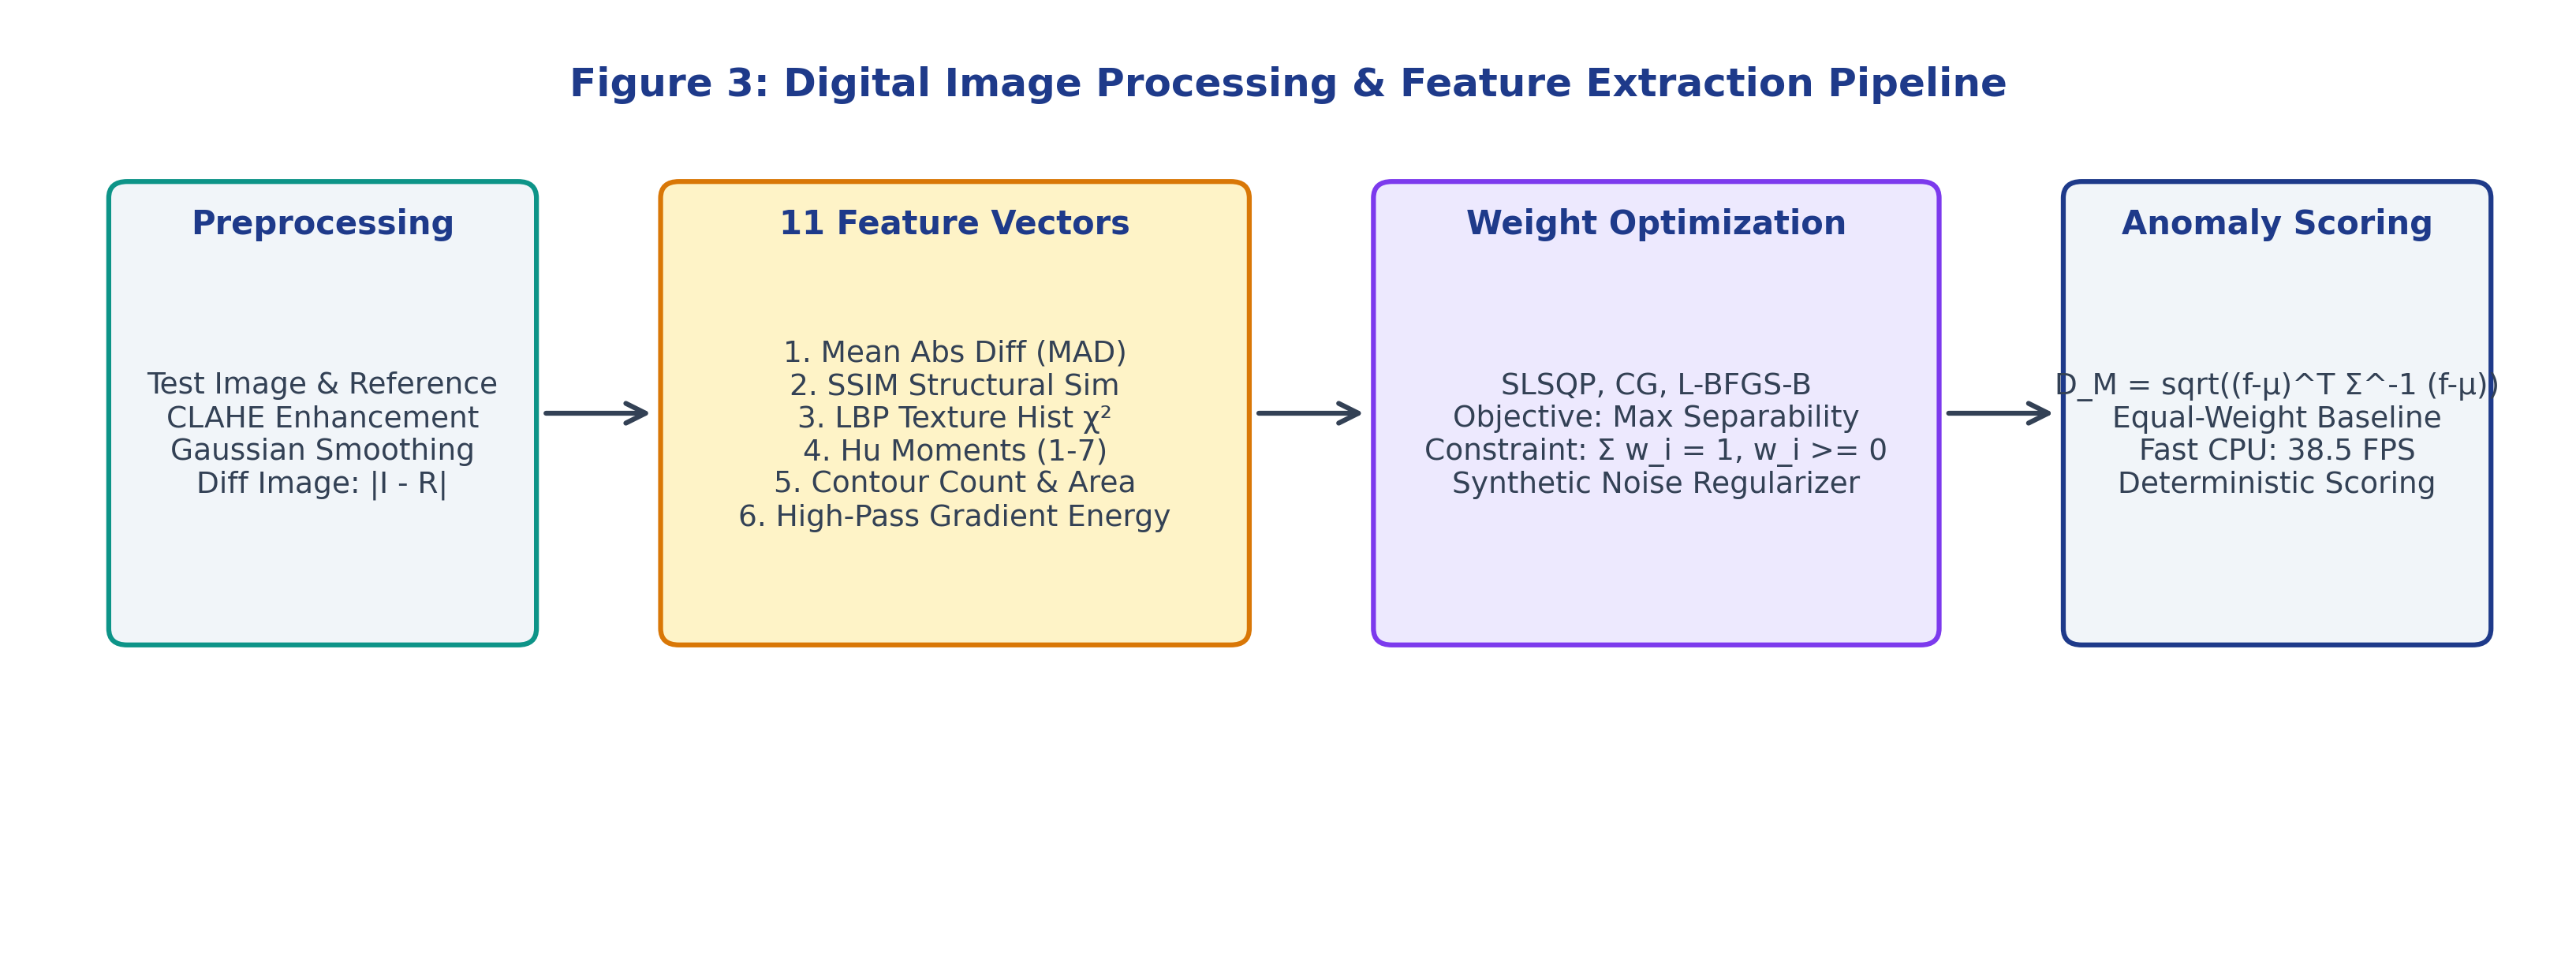 Figure 3: Digital Image Processing & Feature Extraction Pipeline
Preprocessing
Test Image & Reference
CLAHE Enhancement
Gaussian Smoothing
Diff Image: |I - R|
11 Feature Vectors
1. Mean Abs Diff (MAD)
2. SSIM Structural Sim
3. LBP Texture Hist χ²
4. Hu Moments (1-7)
5. Contour Count & Area
6. High-Pass Gradient Energy
Weight Optimization
SLSQP, CG, L-BFGS-B
Objective: Max Separability
Constraint: Σ w_i = 1, w_i >= 0
Synthetic Noise Regularizer
Anomaly Scoring
D_M = sqrt((f-μ)^T Σ^-1 (f-μ))
Equal-Weight Baseline
Fast CPU: 38.5 FPS
Deterministic Scoring